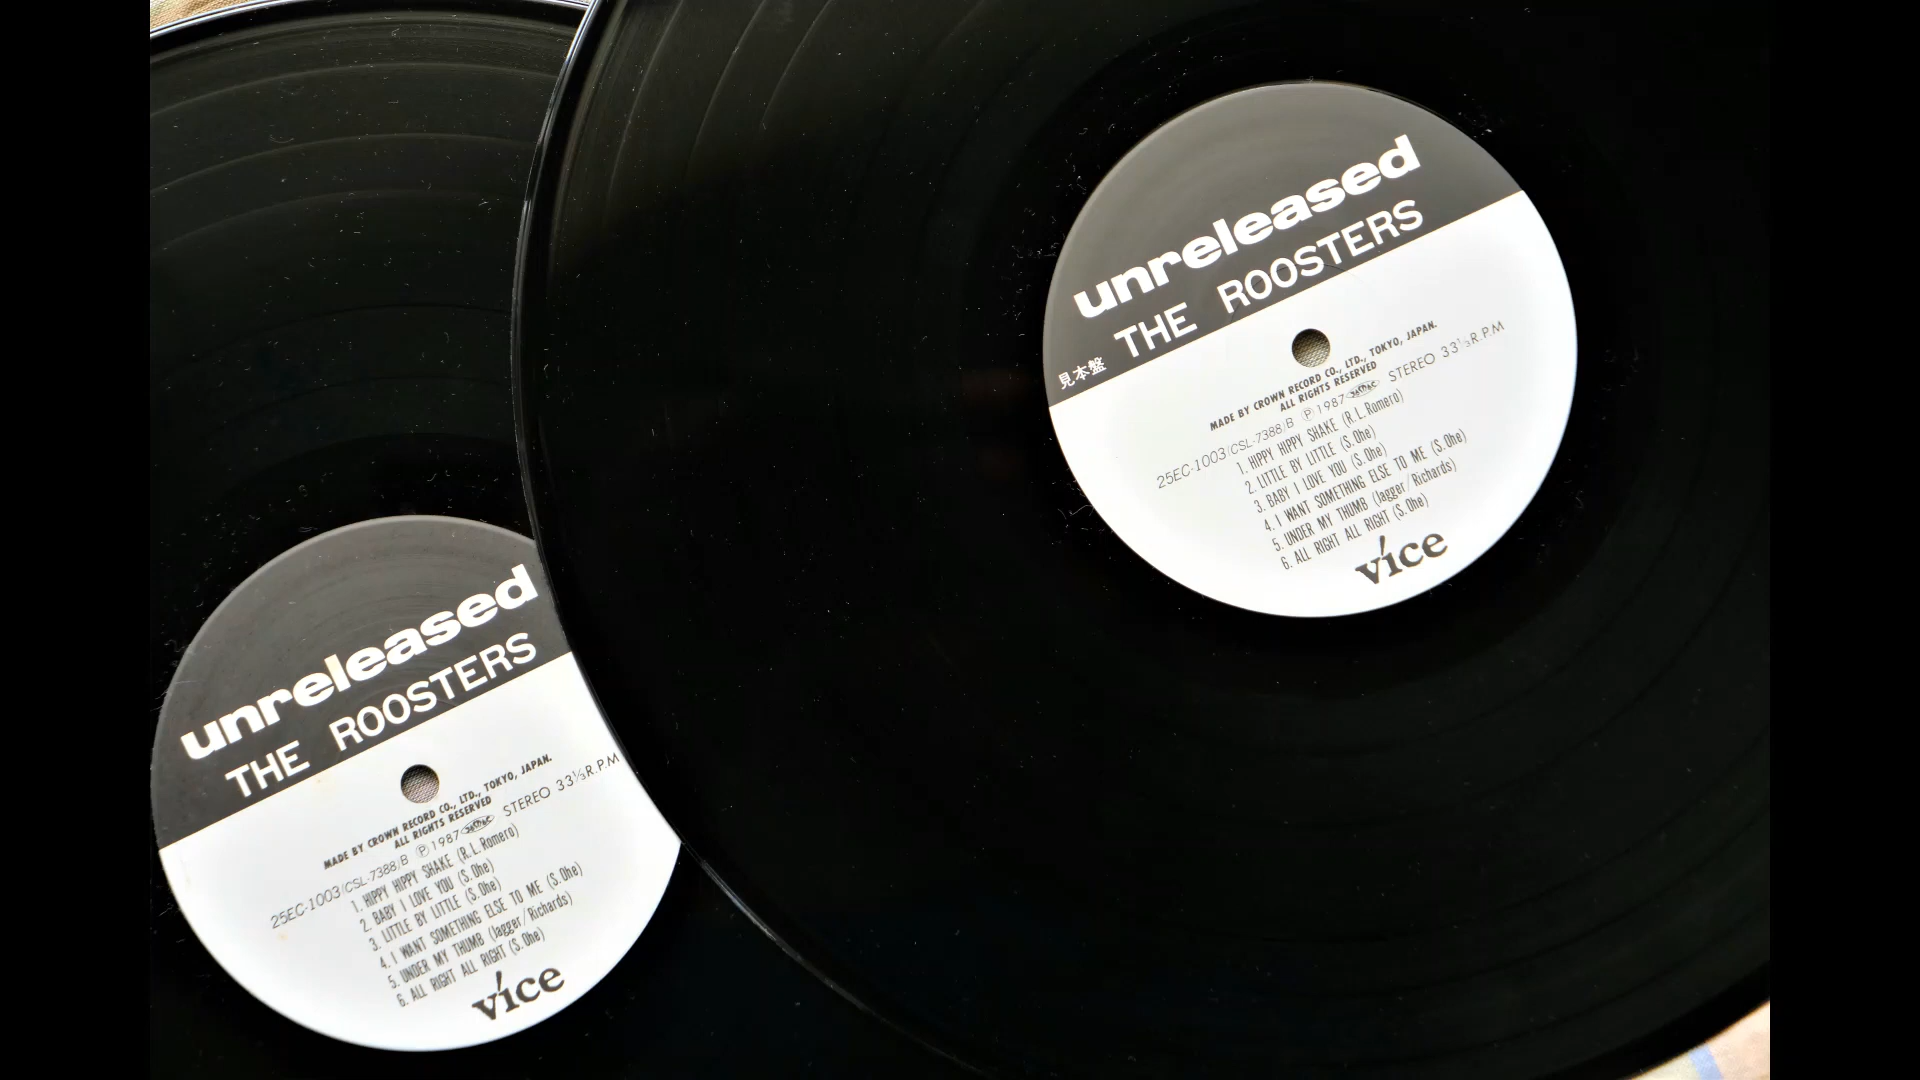 unreleased
THE ROOSTERS
見本盤
MADE BY CROWN RECORD CO., LTD., TOKYO, JAPAN.
ALL RIGHTS RESERVED
25EC-1003/CSL-7388/B Ⓟ1987 STEREO 33⅓R.P.M
1. HIPPY HIPPY SHAKE (R.L.Romero)
2. LITTLE BY LITTLE (S.Ohe)
3. BABY I LOVE YOU (S.Ohe)
4. I WANT SOMETHING ELSE TO ME (S.Ohe)
5. UNDER MY THUMB (Jagger/Richards)
6. ALL RIGHT ALL RIGHT (S.Ohe)
vice
unreleased
THE ROOSTERS
MADE BY CROWN RECORD CO., LTD., TOKYO, JAPAN.
ALL RIGHTS RESERVED
25EC-1003/CSL-7388/B Ⓟ1987 STEREO 33⅓R.P.M
1. HIPPY HIPPY SHAKE (R.L.Romero)
2. BABY I LOVE YOU (S.Ohe)
3. LITTLE BY LITTLE (S.Ohe)
4. I WANT SOMETHING ELSE TO ME (S.Ohe)
5. UNDER MY THUMB (Jagger/Richards)
6. ALL RIGHT ALL RIGHT (S.Ohe)
vice